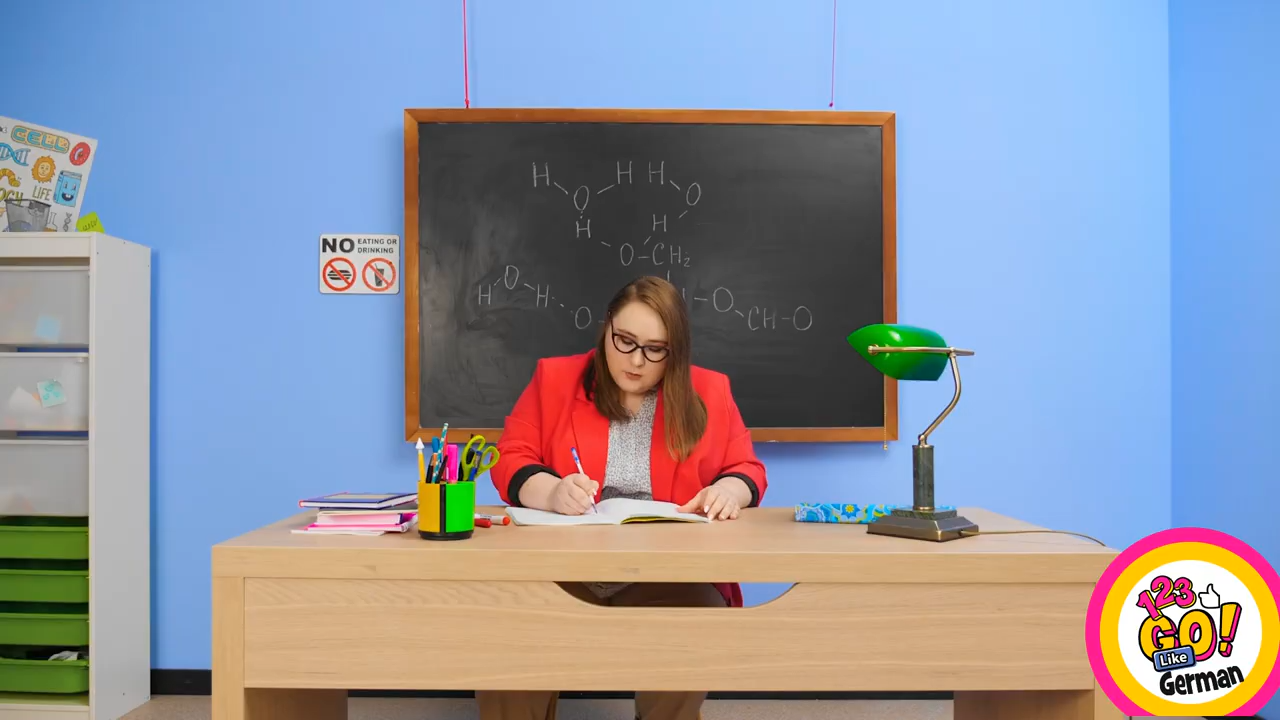 CELL
LIFE
NO EATING OR
DRINKING
H H H
O O
H H
O-CH₂
O
H H O
CH-O
O
123
GO!
Like
German